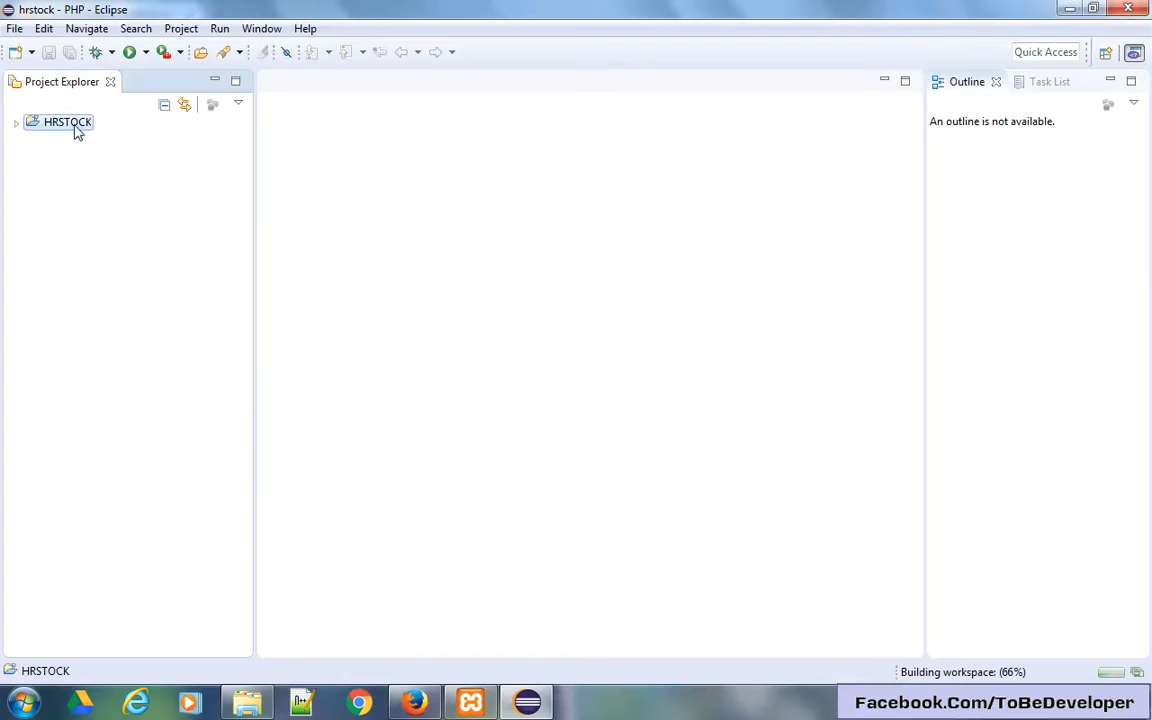 hrstock - PHP - Eclipse
File Edit Navigate Search Project Run Window Help
Quick Access
Project Explorer
Outline Task List
HRSTOCK
An outline is not available.
HRSTOCK
Building workspace: (66%)
Facebook.Com/ToBeDeveloper